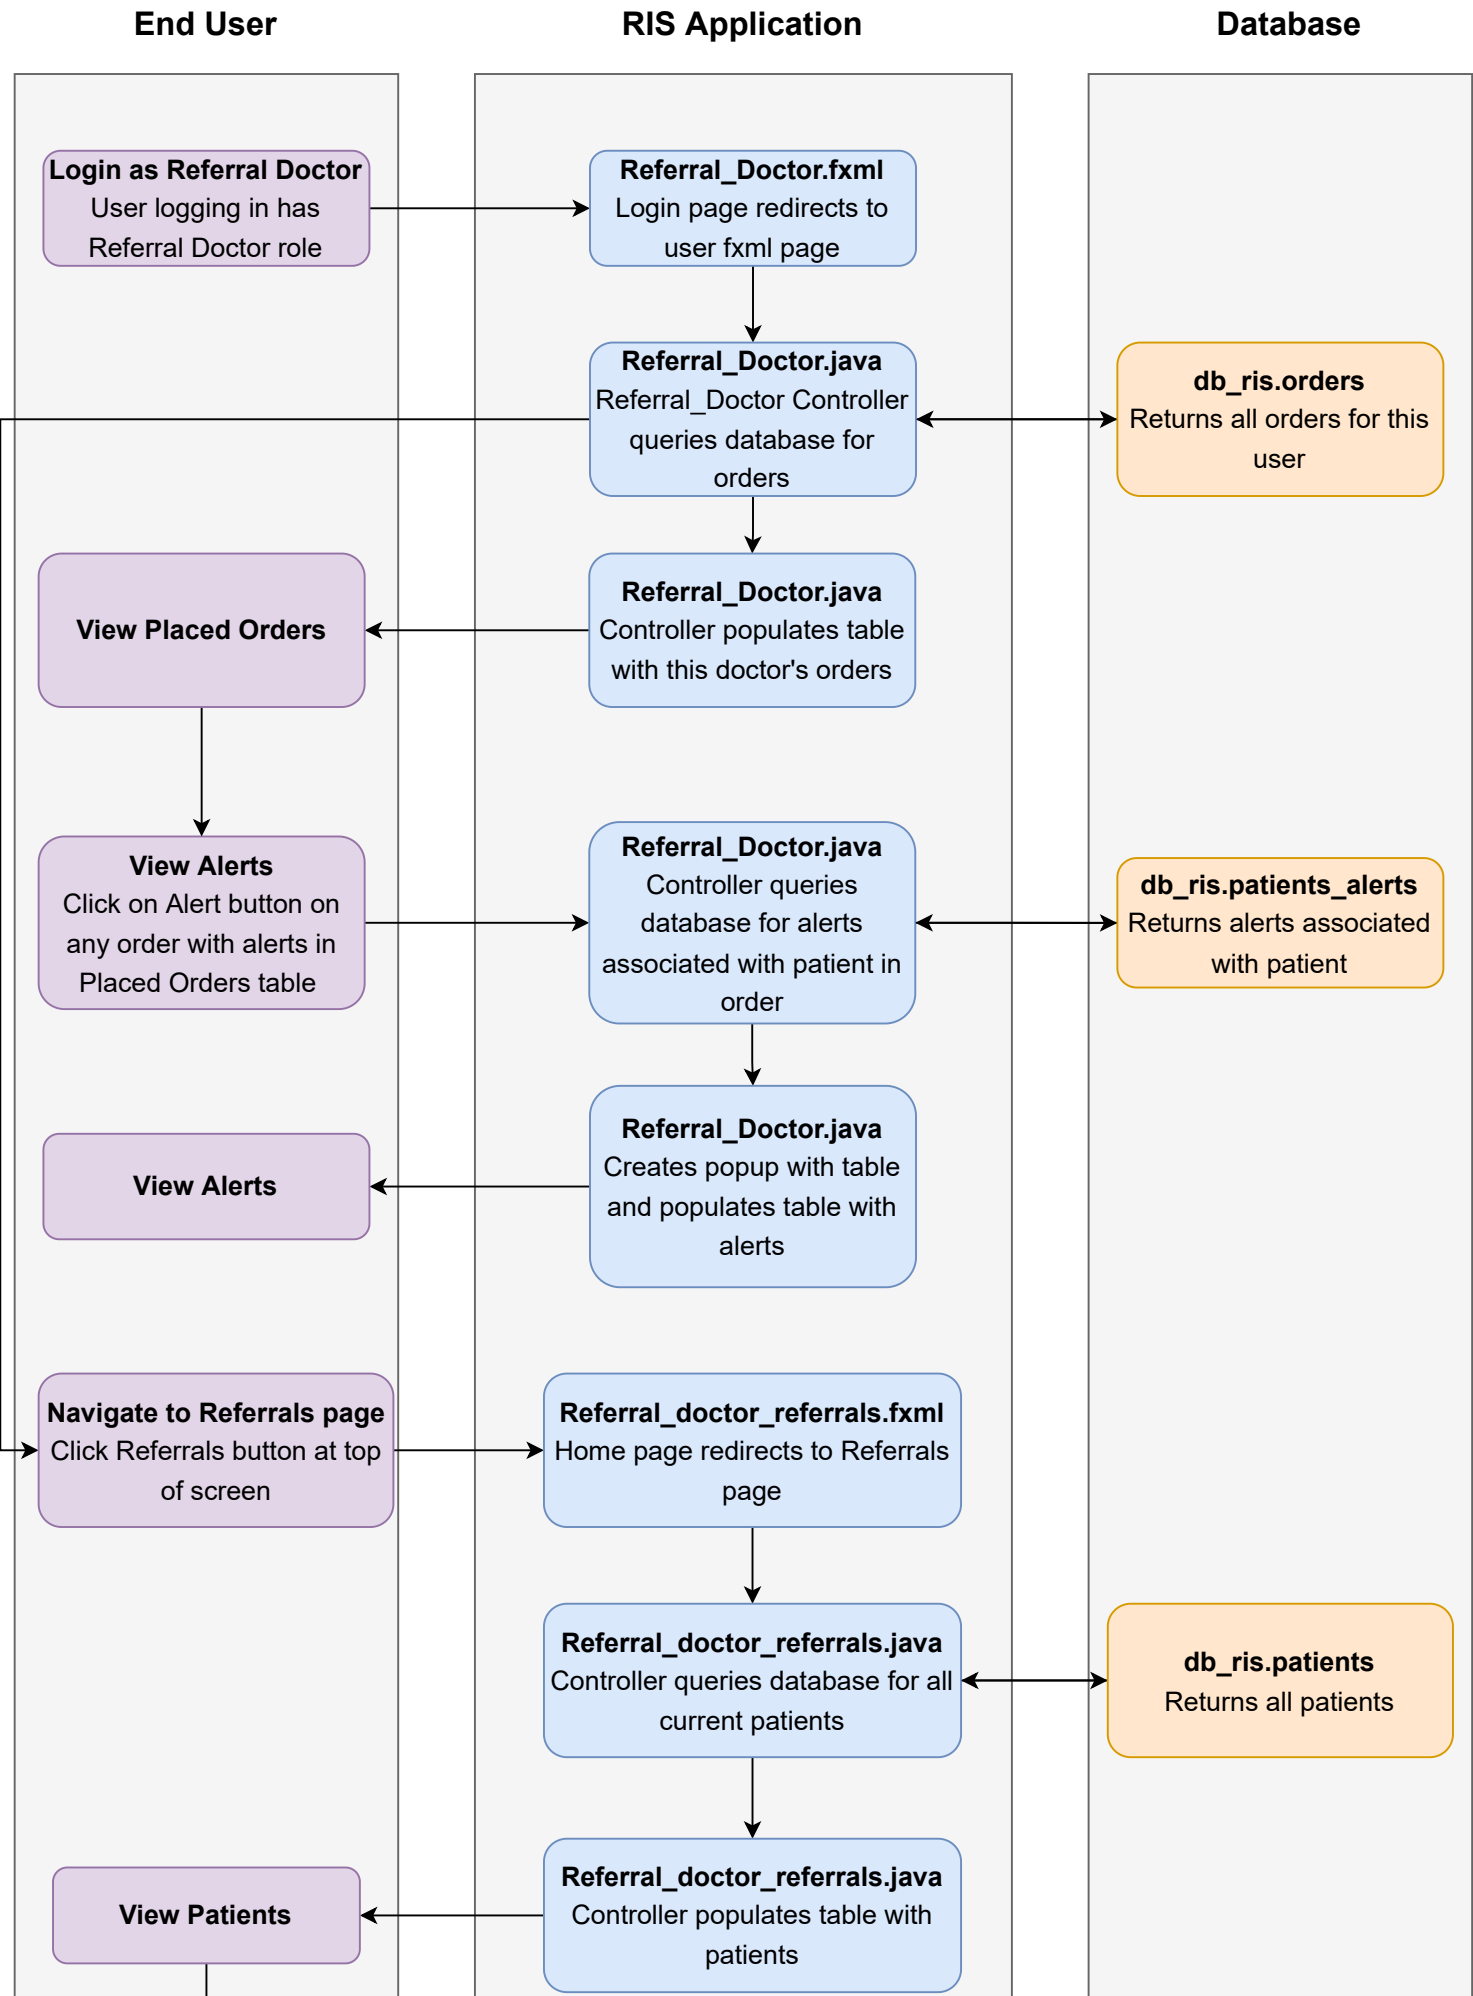 End User
RIS Application
Database
Login as Referral Doctor
User logging in has
Referral Doctor role
Referral_Doctor.fxml
Login page redirects to
user fxml page
Referral_Doctor.java
Referral_Doctor Controller
queries database for
orders
db_ris.orders
Returns all orders for this
user
View Placed Orders
Referral_Doctor.java
Controller populates table
with this doctor's orders
View Alerts
Click on Alert button on
any order with alerts in
Placed Orders table
Referral_Doctor.java
Controller queries
database for alerts
associated with patient in
order
db_ris.patients_alerts
Returns alerts associated
with patient
View Alerts
Referral_Doctor.java
Creates popup with table
and populates table with
alerts
Navigate to Referrals page
Click Referrals button at top
of screen
Referral_doctor_referrals.fxml
Home page redirects to Referrals
page
Referral_doctor_referrals.java
Controller queries database for all
current patients
db_ris.patients
Returns all patients
View Patients
Referral_doctor_referrals.java
Controller populates table with
patients